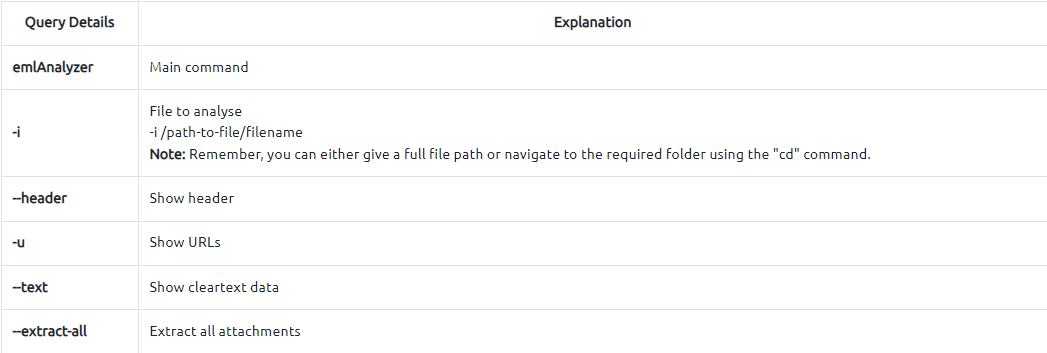 Query Details Explanation
emlAnalyzer Main command
File to analyse
-i -i /path-to-file/filename
Note: Remember, you can either give a full file path or navigate to the required folder using the "cd" command.
--header Show header
-u Show URLs
--text Show cleartext data
--extract-all Extract all attachments